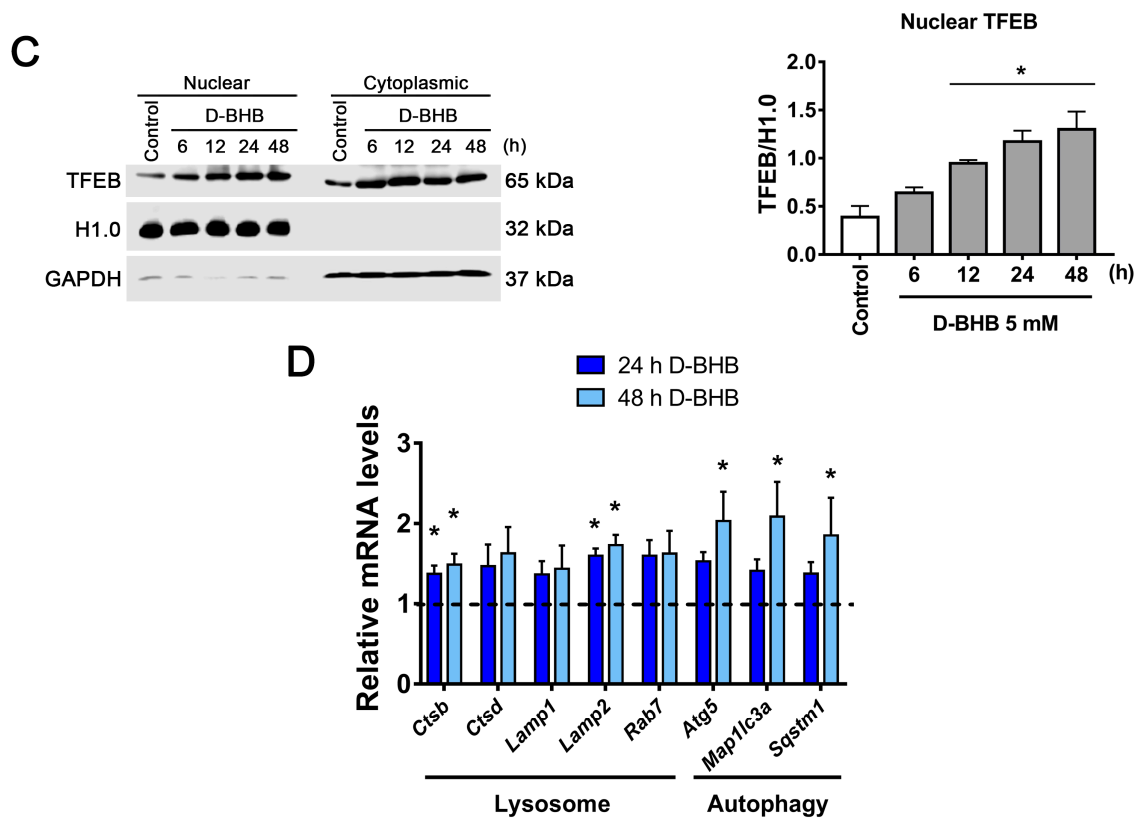 C
Nuclear
Cytoplasmic
Control
D-BHB
Control
D-BHB
6 12 24 48
6 12 24 48 (h)
TFEB
65 kDa
H1.0
32 kDa
GAPDH
37 kDa
Nuclear TFEB
TFEB/H1.0
2.0
1.5
1.0
0.5
0.0
*
Control
6 12 24 48 (h)
D-BHB 5 mM
D
24 h D-BHB
48 h D-BHB
Relative mRNA levels
3
2
1
0
* * * * * * *
Ctsb
Ctsd
Lamp1
Lamp2
Rab7
Atg5
Map1lc3a
Sqstm1
Lysosome
Autophagy